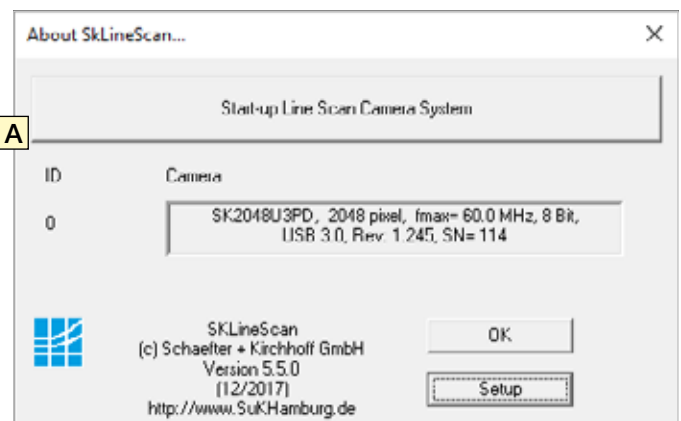 About SkLineScan...
Start-up Line Scan Camera System
A
ID Camera
0 SK2048U3PD, 2048 pixel, fmax= 60.0 MHz, 8 Bit,
USB 3.0, Rev. 1.245, SN= 114
SKLineScan
(c) Schaefter + Kirchhoff GmbH
Version 5.5.0
(12/2017)
http://www.SuKHamburg.de
OK
Setup